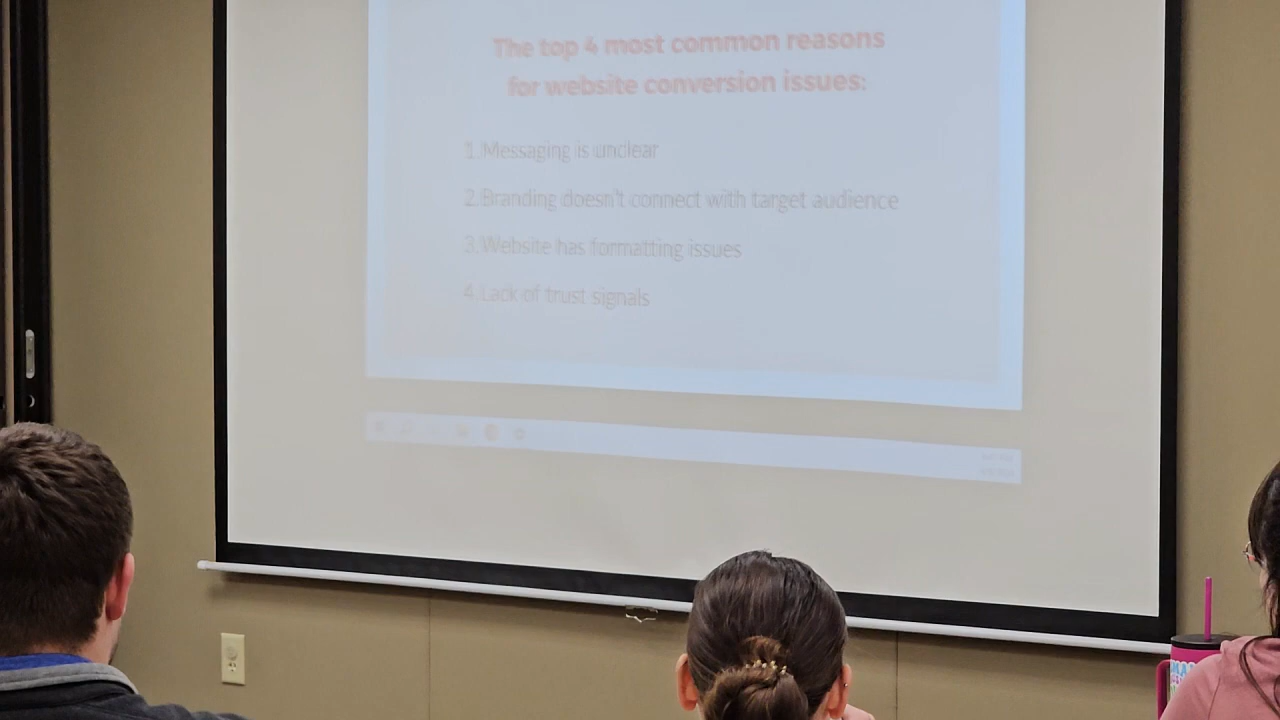 The top 4 most common reasons
for website conversion issues:
1. Messaging is unclear
2. Branding doesn't connect with target audience
3. Website has formatting issues
4. Lack of trust signals